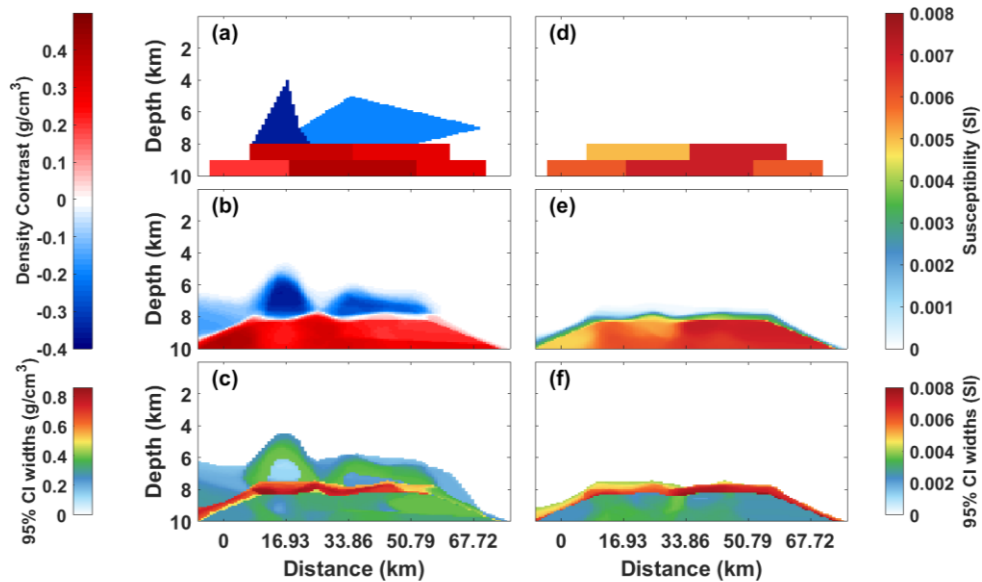 (a)
(d)
(b)
(e)
(c)
(f)
Density Contrast (g/cm³)
0.4
0.3
0.2
0.1
0
-0.1
-0.2
-0.3
-0.4
95% CI widths (g/cm³)
0.8
0.6
0.4
0.2
0
Depth (km)
2
4
6
8
10
Depth (km)
2
4
6
8
10
Depth (km)
2
4
6
8
10
0 16.93 33.86 50.79 67.72
Distance (km)
0 16.93 33.86 50.79 67.72
Distance (km)
Susceptibility (SI)
0.008
0.007
0.006
0.005
0.004
0.003
0.002
0.001
0
95% CI widths (SI)
0.008
0.006
0.004
0.002
0